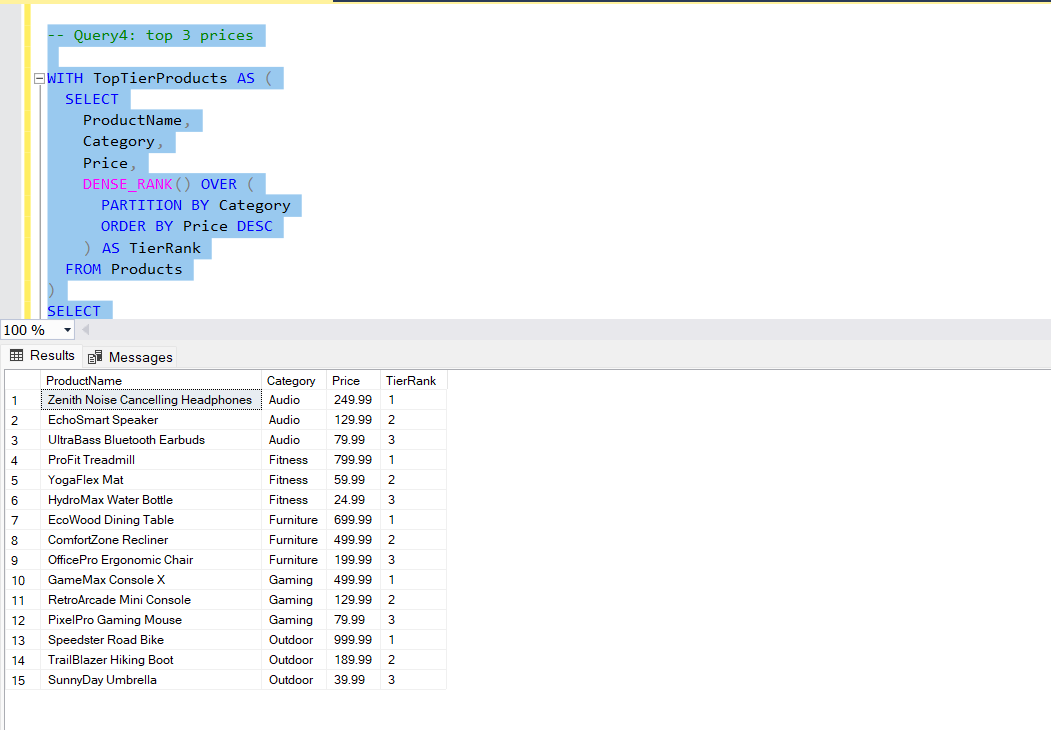 -- Query4: top 3 prices
WITH TopTierProducts AS (
SELECT
ProductName,
Category,
Price,
DENSE_RANK() OVER (
PARTITION BY Category
ORDER BY Price DESC
) AS TierRank
FROM Products
)
SELECT
100 %
Results Messages
ProductName Category Price TierRank
1 Zenith Noise Cancelling Headphones Audio 249.99 1
2 EchoSmart Speaker Audio 129.99 2
3 UltraBass Bluetooth Earbuds Audio 79.99 3
4 ProFit Treadmill Fitness 799.99 1
5 YogaFlex Mat Fitness 59.99 2
6 HydroMax Water Bottle Fitness 24.99 3
7 EcoWood Dining Table Furniture 699.99 1
8 ComfortZone Recliner Furniture 499.99 2
9 OfficePro Ergonomic Chair Furniture 199.99 3
10 GameMax Console X Gaming 499.99 1
11 RetroArcade Mini Console Gaming 129.99 2
12 PixelPro Gaming Mouse Gaming 79.99 3
13 Speedster Road Bike Outdoor 999.99 1
14 TrailBlazer Hiking Boot Outdoor 189.99 2
15 SunnyDay Umbrella Outdoor 39.99 3